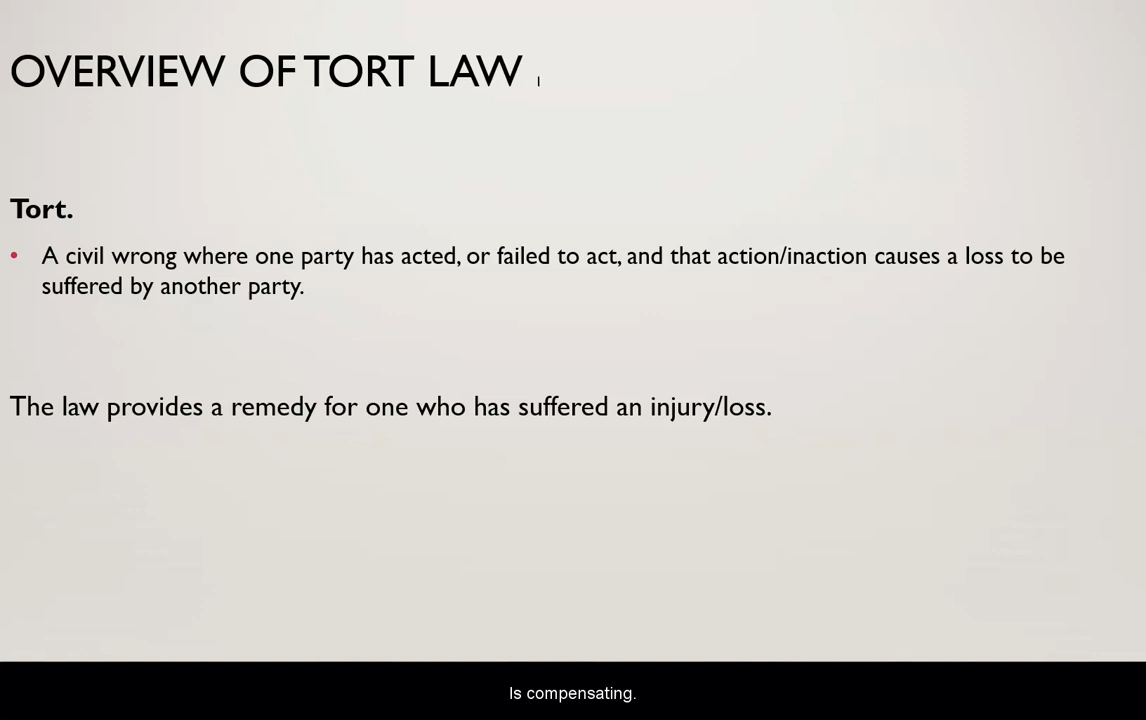 OVERVIEW OF TORT LAW
Tort.
• A civil wrong where one party has acted, or failed to act, and that action/inaction causes a loss to be
suffered by another party.
The law provides a remedy for one who has suffered an injury/loss.
Is compensating.